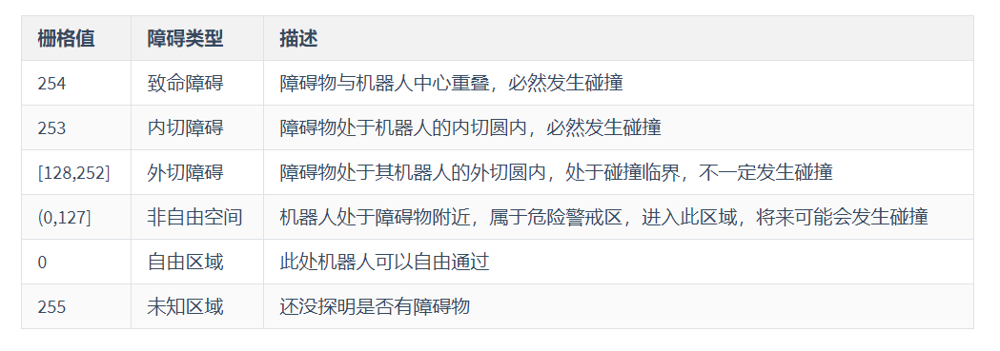 栅格值 障碍类型 描述
254 致命障碍 障碍物与机器人中心重叠，必然发生碰撞
253 内切障碍 障碍物处于机器人的内切圆内，必然发生碰撞
[128,252] 外切障碍 障碍物处于其机器人的外切圆内，处于碰撞临界，不一定发生碰撞
(0,127] 非自由空间 机器人处于障碍物附近，属于危险警戒区，进入此区域，将来可能会发生碰撞
0 自由区域 此处机器人可以自由通过
255 未知区域 还没探明是否有障碍物